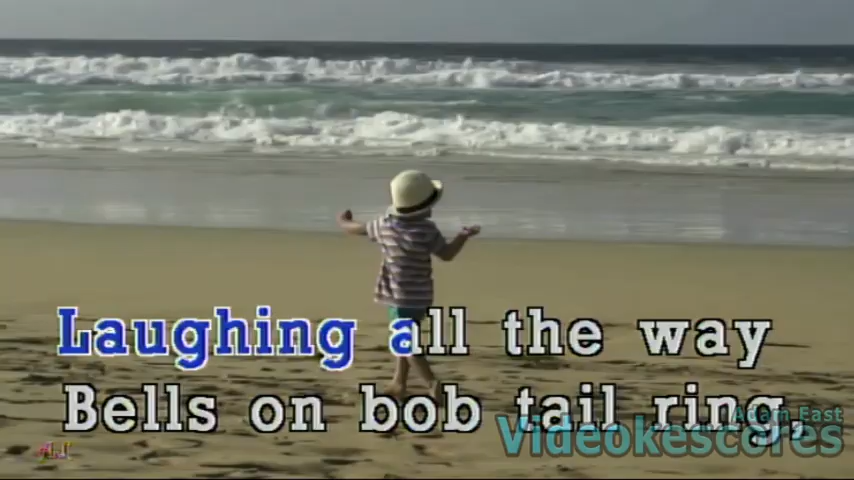 Laughing all the way
Bells on bob tail ring,
Adam East
Videokescores